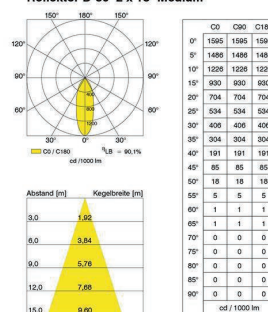 150° 180° 150°
120° 120°
90° 90°
60° 60°
400
800
1200
30° 0° 30°
C0 / C180 ηLB = 90,1%
cd /1000 lm
Abstand [m] Kegelbreite [m]
3,0 1,92
6,0 3,84
9,0 5,76
12,0 7,68
15,0 9,60
C0 C90 C18
0° 1595 1595 159
5° 1486 1486 148
10° 1226 1226 122
15° 930 930 930
20° 704 704 704
25° 534 534 534
30° 406 406 406
35° 304 304 304
40° 191 191 191
45° 85 85 85
50° 18 18 18
55° 5 5 5
60° 1 1 1
65° 1 1 1
70° 0 0 0
75° 0 0 0
80° 0 0 0
85° 0 0 0
90° 0 0 0
cd / 1000 lm